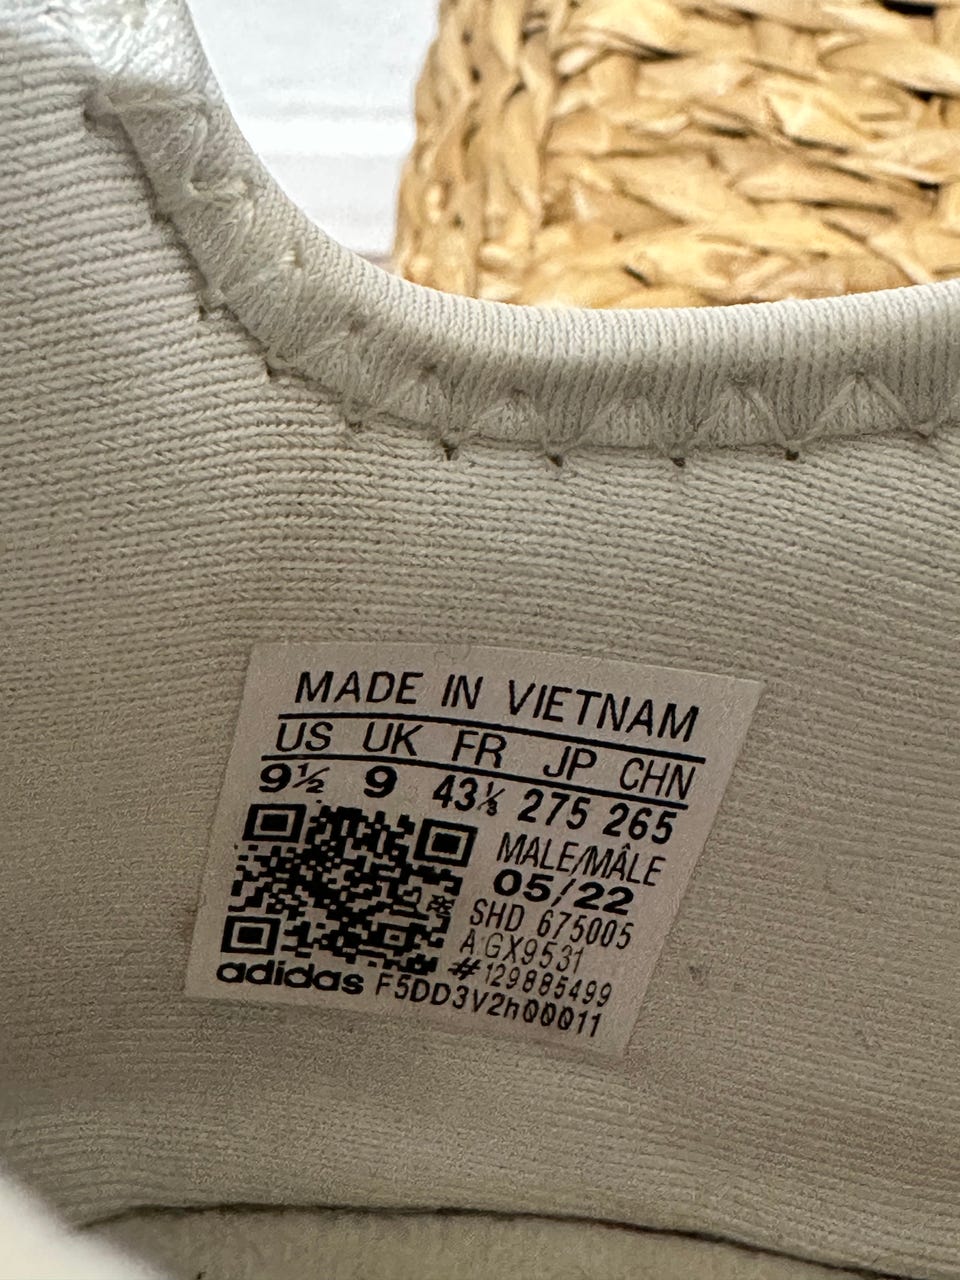 MADE IN VIETNAM
US UK FR JP CHN
9½ 9 43⅓ 275 265
MALE/MÂLE
05/22
SHD 675005
A GX9531
# 129885499
adidas F5DD3V2h00011